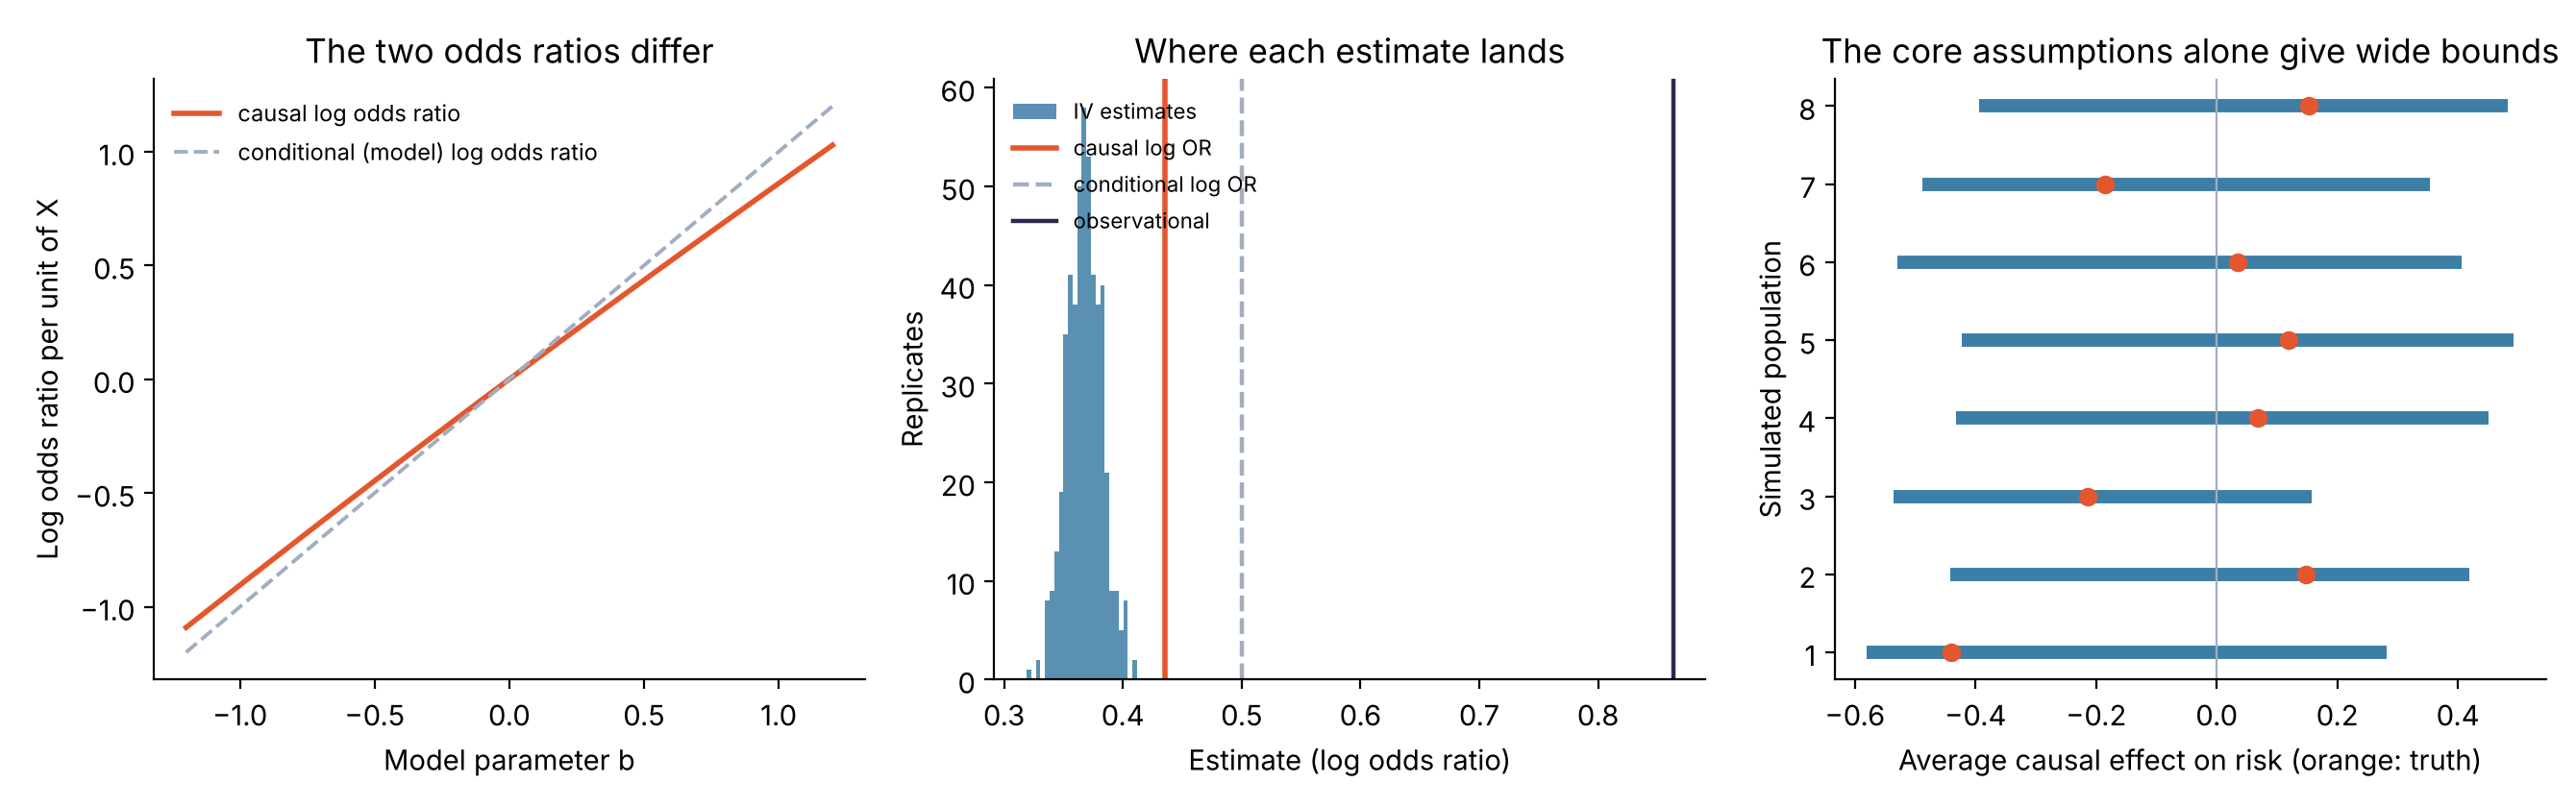 The two odds ratios differ
causal log odds ratio
conditional (model) log odds ratio
Log odds ratio per unit of X
1.0
0.5
0.0
−0.5
−1.0
−1.0
−0.5
0.0
0.5
1.0
Model parameter b
Where each estimate lands
IV estimates
causal log OR
conditional log OR
observational
Replicates
60
50
40
30
20
10
0
0.3
0.4
0.5
0.6
0.7
0.8
Estimate (log odds ratio)
The core assumptions alone give wide bounds
Simulated population
8
7
6
5
4
3
2
1
−0.6
−0.4
−0.2
0.0
0.2
0.4
Average causal effect on risk (orange: truth)